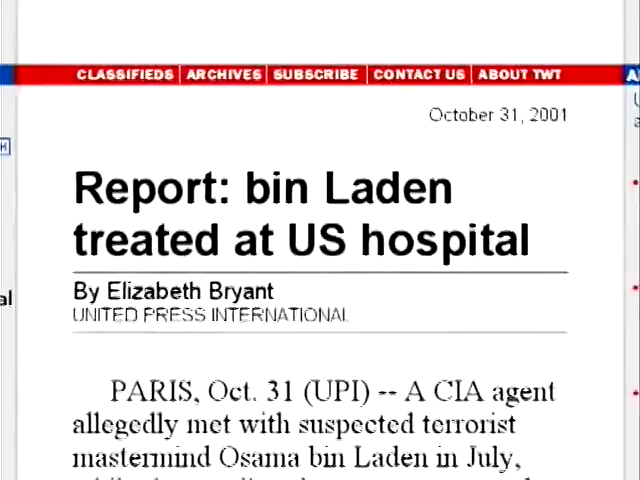 CLASSIFIEDS ARCHIVES SUBSCRIBE CONTACT US ABOUT TWT
October 31, 2001
Report: bin Laden
treated at US hospital
By Elizabeth Bryant
UNITED PRESS INTERNATIONAL
al
PARIS, Oct. 31 (UPI) -- A CIA agent
allegedly met with suspected terrorist
mastermind Osama bin Laden in July,